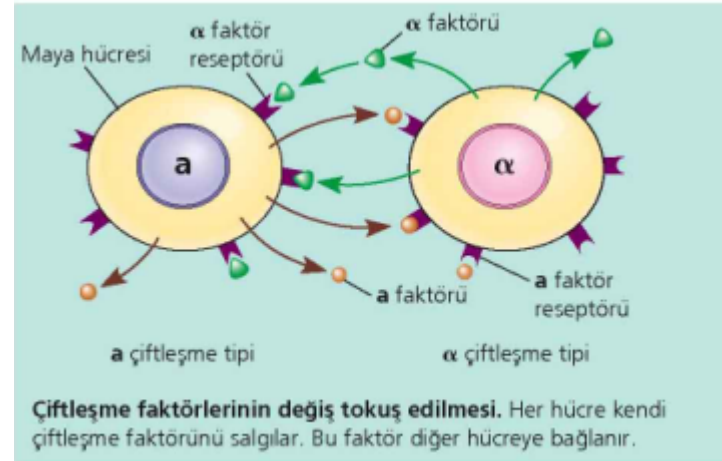 α faktör
reseptörü
α faktörü
Maya hücresi
a
α
a faktörü
a faktör
reseptörü
a çiftleşme tipi
α çiftleşme tipi
Çiftleşme faktörlerinin değiş tokuş edilmesi. Her hücre kendi
çiftleşme faktörünü salgılar. Bu faktör diğer hücreye bağlanır.